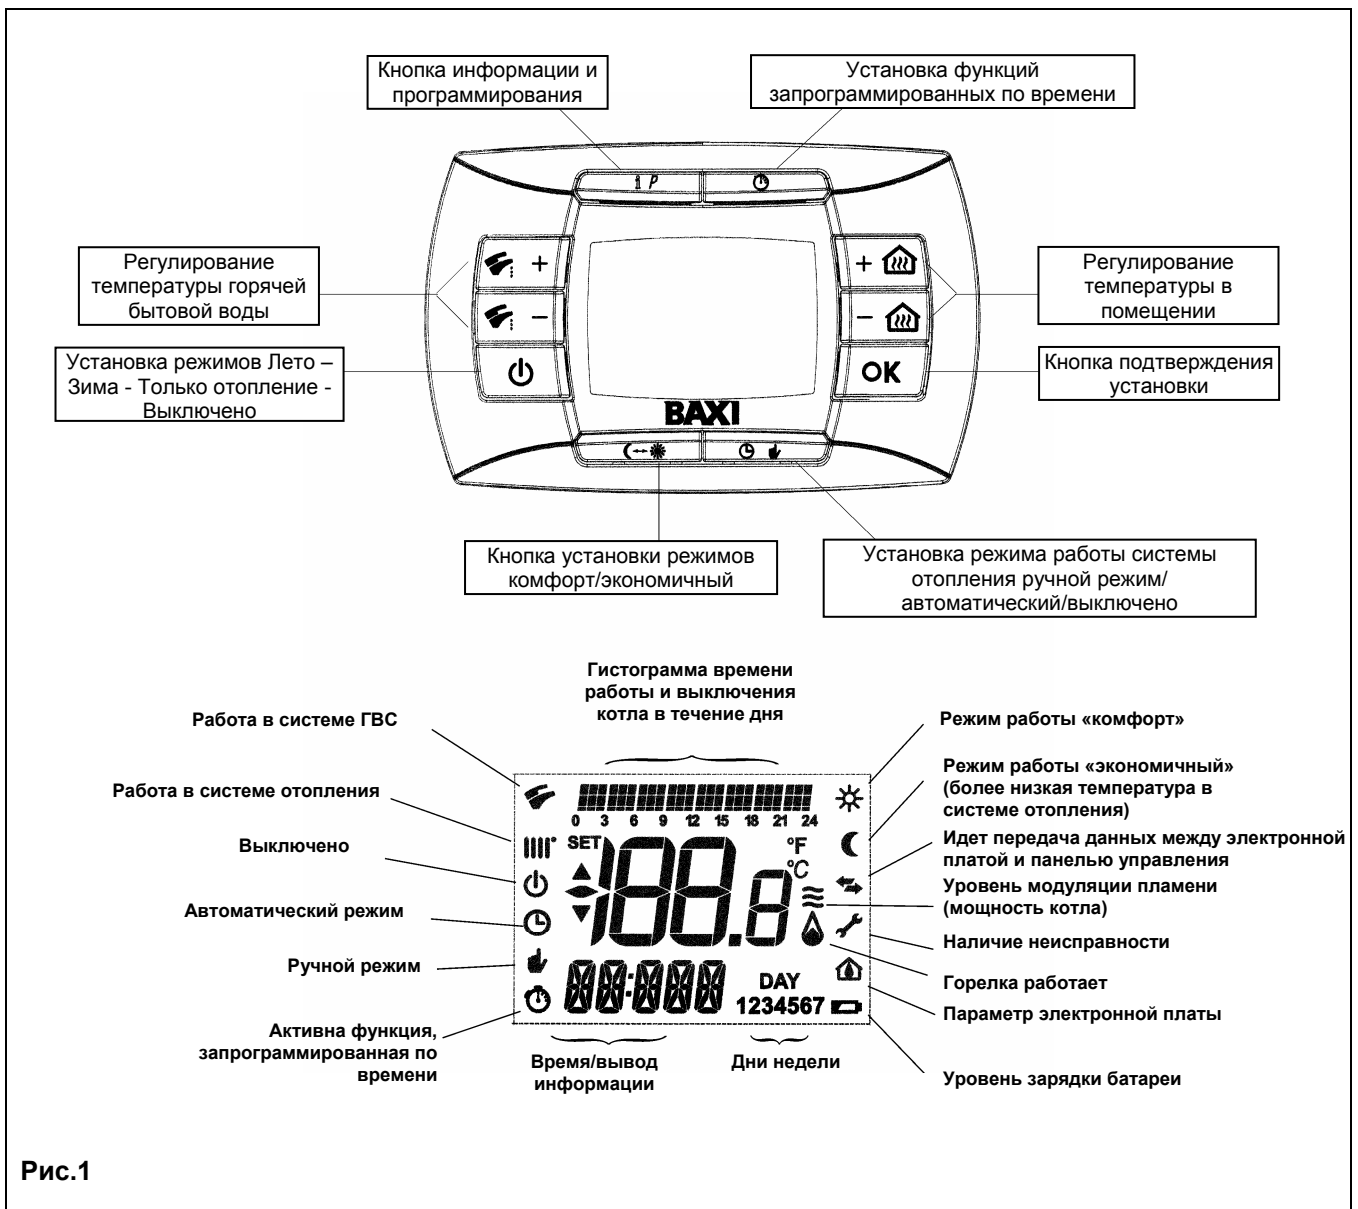 Кнопка информации и
программирования
Установка функций
запрограммированных по времени
i P
Регулирование
температуры горячей
бытовой воды
+
+
Регулирование
температуры в
помещении
–
–
Установка режимов Лето –
Зима - Только отопление -
Выключено
OK
Кнопка подтверждения
установки
BAXI
Кнопка установки режимов
комфорт/экономичный
Установка режима работы системы
отопления ручной режим/
автоматический/выключено
Гистограмма времени
работы и выключения
котла в течение дня
Работа в системе ГВС
Работа в системе отопления
Выключено
Автоматический режим
Ручной режим
Активна функция,
запрограммированная по
времени
0 3 6 9 12 15 18 21 24
SET
°F
°C
188.8
88:888
DAY
1234567
Время/вывод
информации
Дни недели
Режим работы «комфорт»
Режим работы «экономичный»
(более низкая температура в
системе отопления)
Идет передача данных между электронной
платой и панелью управления
Уровень модуляции пламени
(мощность котла)
Наличие неисправности
Горелка работает
Параметр электронной платы
Уровень зарядки батареи
Рис.1